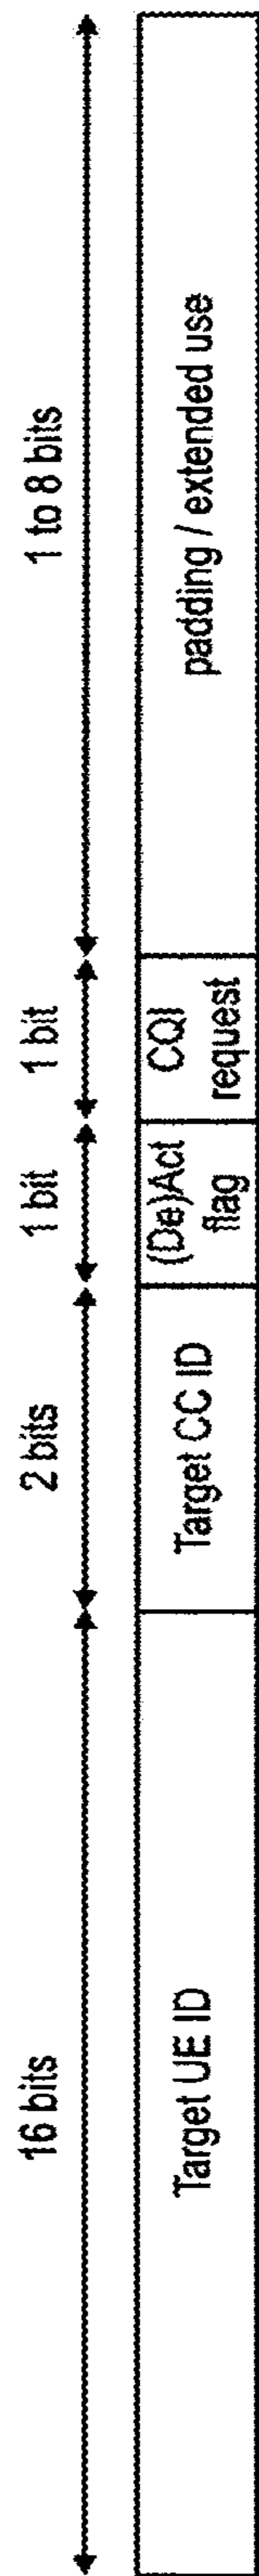 16 bits
2 bits
1 bit
1 bit
1 to 8 bits
Target UE ID
Target CC ID
(De)Act
flag
CQI
request
padding / extended use